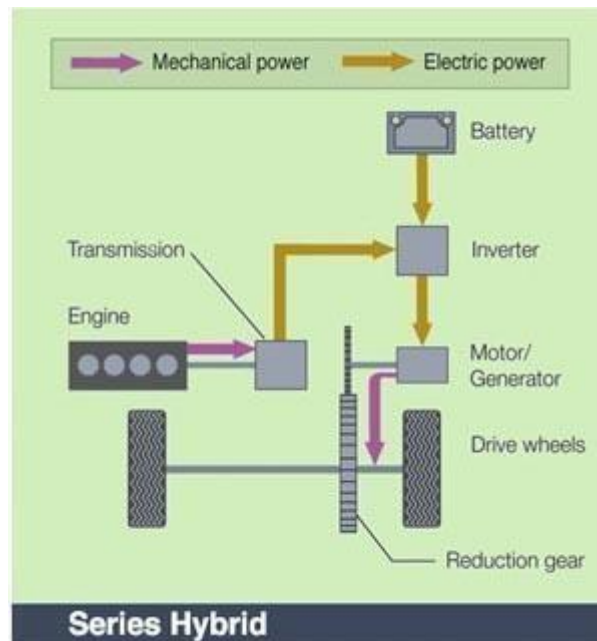 Mechanical power
Electric power
Battery
Transmission
Inverter
Engine
Motor/
Generator
Drive wheels
Reduction gear
Series Hybrid